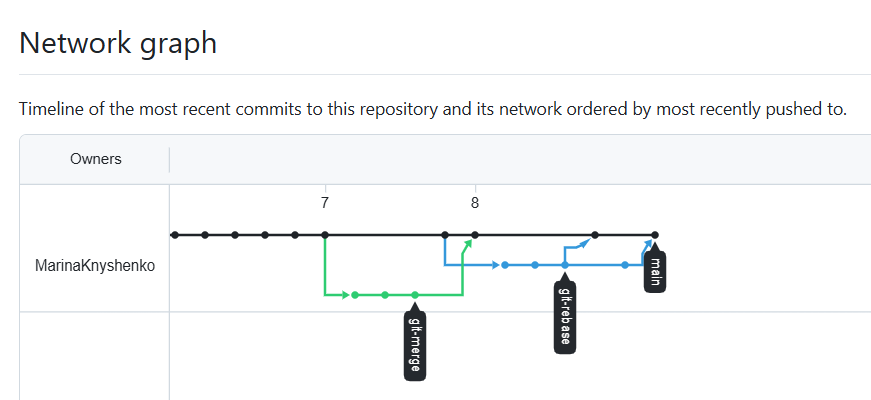 Network graph
Timeline of the most recent commits to this repository and its network ordered by most recently pushed to.
Owners
7
8
MarinaKnyshenko
main
git-rebase
git-merge